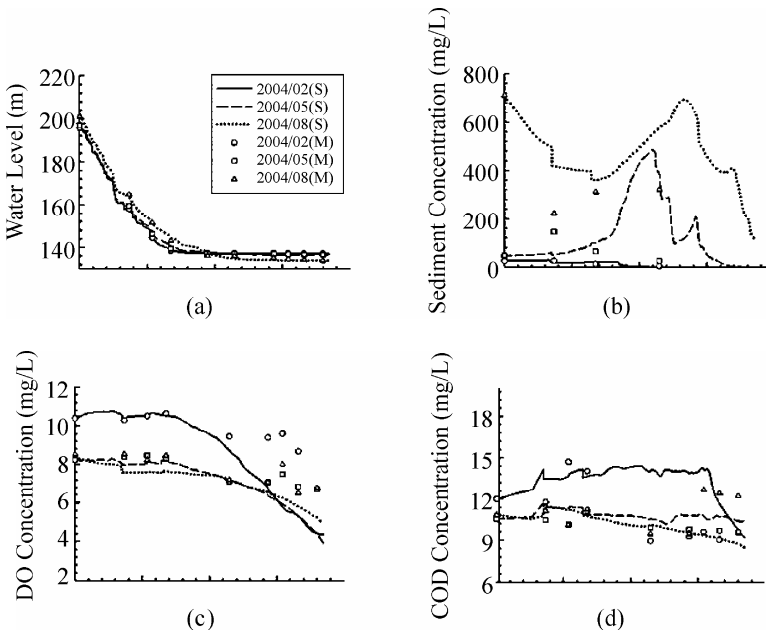 Water Level (m)
220
200
180
160
140
2004/02(S)
2004/05(S)
2004/08(S)
2004/02(M)
2004/05(M)
2004/08(M)
(a)
Sediment Concentration (mg/L)
800
600
400
200
0
(b)
DO Concentration (mg/L)
12
10
8
6
4
2
(c)
COD Concentration (mg/L)
18
15
12
9
6
(d)